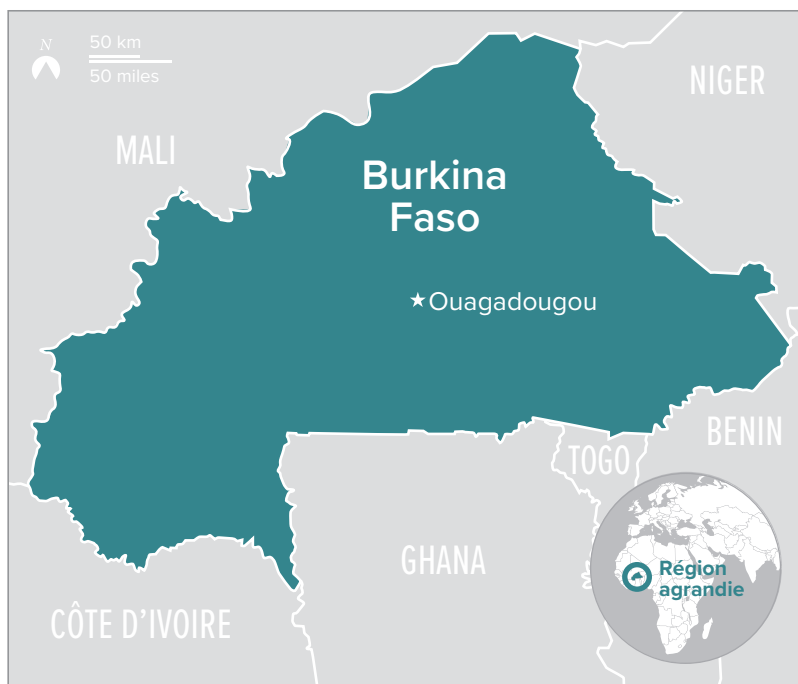 N
50 km
50 miles
NIGER
MALI
Burkina
Faso
Ouagadougou
BENIN
TOGO
GHANA
Région
agrandie
CÔTE D'IVOIRE